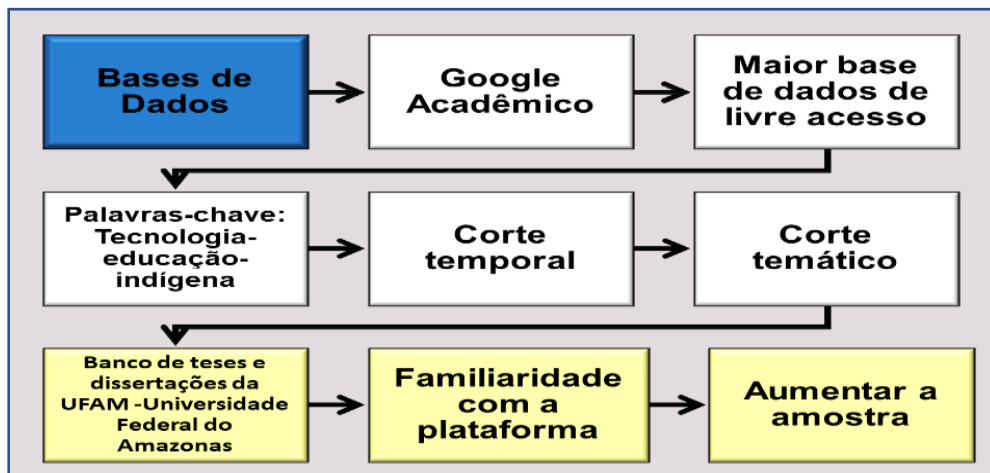 Bases de
Dados
Google
Acadêmico
Maior base
de dados de
livre acesso
Palavras-chave:
Tecnologia-
educação-
indígena
Corte
temporal
Corte
temático
Banco de teses e
dissertações da
UFAM -Universidade
Federal do
Amazonas
Familiaridade
com a
plataforma
Aumentar a
amostra